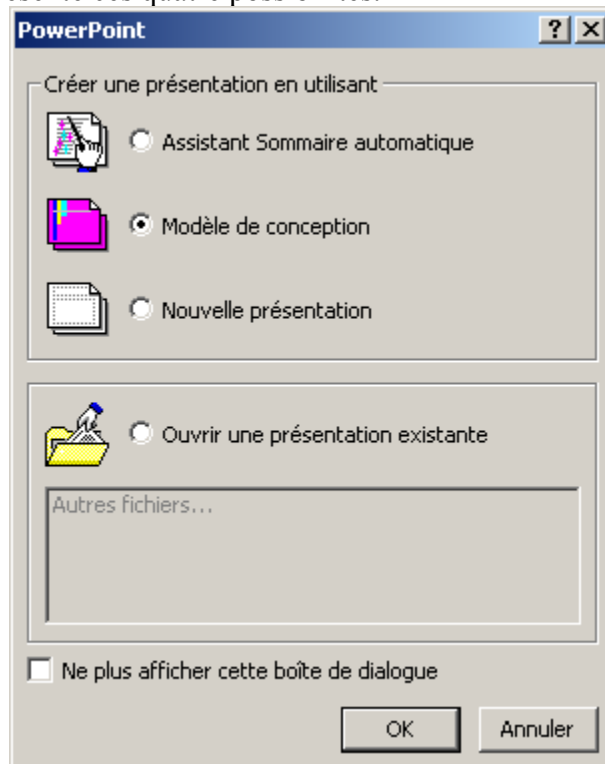 PowerPoint
Créer une présentation en utilisant
Assistant Sommaire automatique
Modèle de conception
Nouvelle présentation
Ouvrir une présentation existante
Autres fichiers...
Ne plus afficher cette boîte de dialogue
OK Annuler